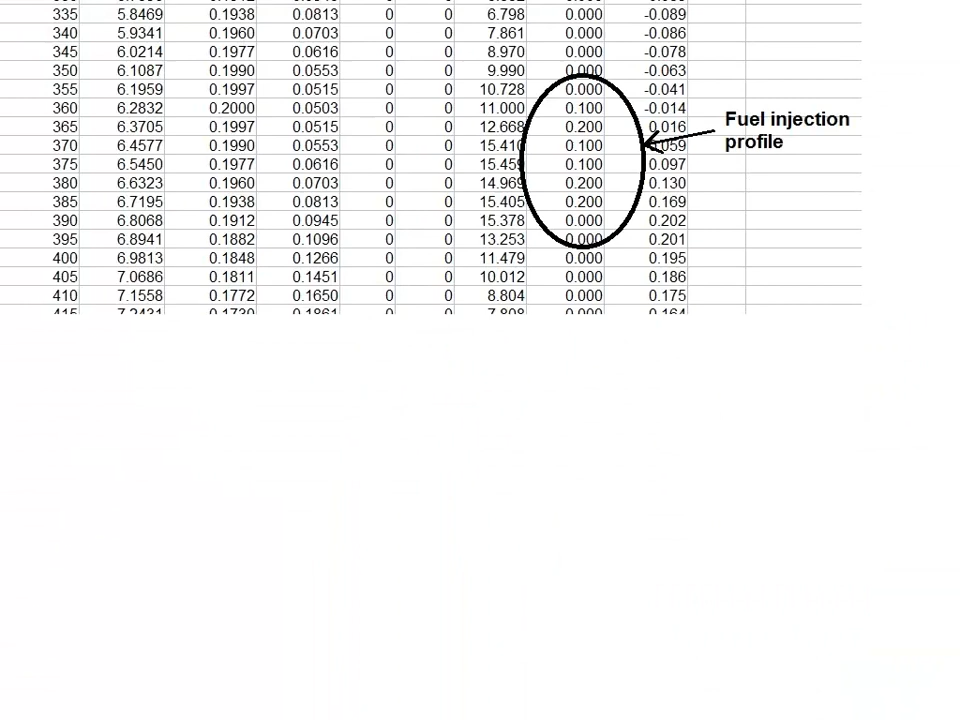 335 5.8469 0.1938 0.0813 0 0 6.798 0.000 -0.089
340 5.9341 0.1960 0.0703 0 0 7.861 0.000 -0.086
345 6.0214 0.1977 0.0616 0 0 8.970 0.000 -0.078
350 6.1087 0.1990 0.0553 0 0 9.990 0.000 -0.063
355 6.1959 0.1997 0.0515 0 0 10.728 0.000 -0.041
360 6.2832 0.2000 0.0503 0 0 11.000 0.100 -0.014
Fuel injection
profile
365 6.3705 0.1997 0.0515 0 0 12.668 0.200 0.016
370 6.4577 0.1990 0.0553 0 0 15.410 0.100 0.059
375 6.5450 0.1977 0.0616 0 0 15.459 0.100 0.097
380 6.6323 0.1960 0.0703 0 0 14.969 0.200 0.130
385 6.7195 0.1938 0.0813 0 0 15.405 0.200 0.169
390 6.8068 0.1912 0.0945 0 0 15.378 0.000 0.202
395 6.8941 0.1882 0.1096 0 0 13.253 0.000 0.201
400 6.9813 0.1848 0.1266 0 0 11.479 0.000 0.195
405 7.0686 0.1811 0.1451 0 0 10.012 0.000 0.186
410 7.1558 0.1772 0.1650 0 0 8.804 0.000 0.175